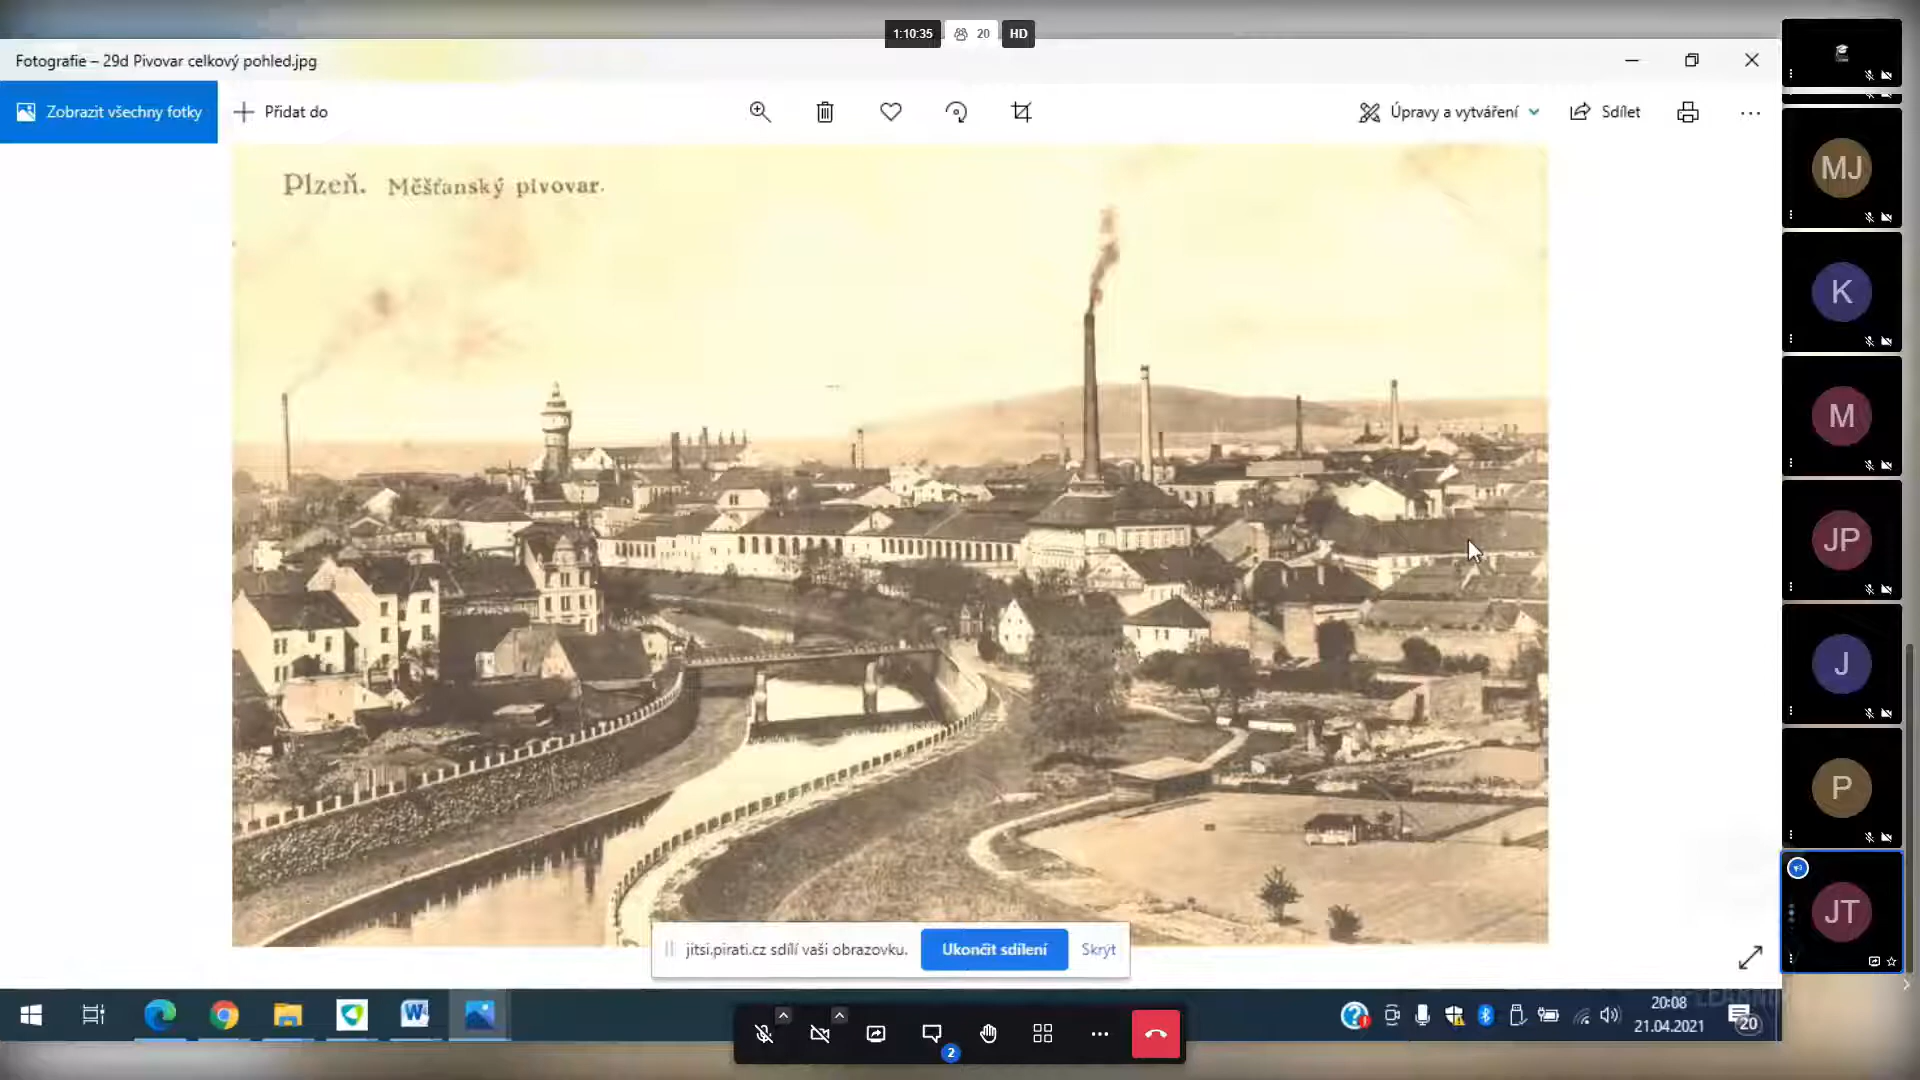 1:10:35
20
HD
Fotografie – 29d Pivovar celkový pohled.jpg
Zobrazit všechny fotky
Přidat do
Úpravy a vytváření
Sdílet
Plzeň. Měšťanský pivovar.
MJ
K
M
JP
J
P
JT
jitsi.pirati.cz sdílí vaši obrazovku.
Ukončit sdílení
Skrýt
2
20:08
21.04.2021
20